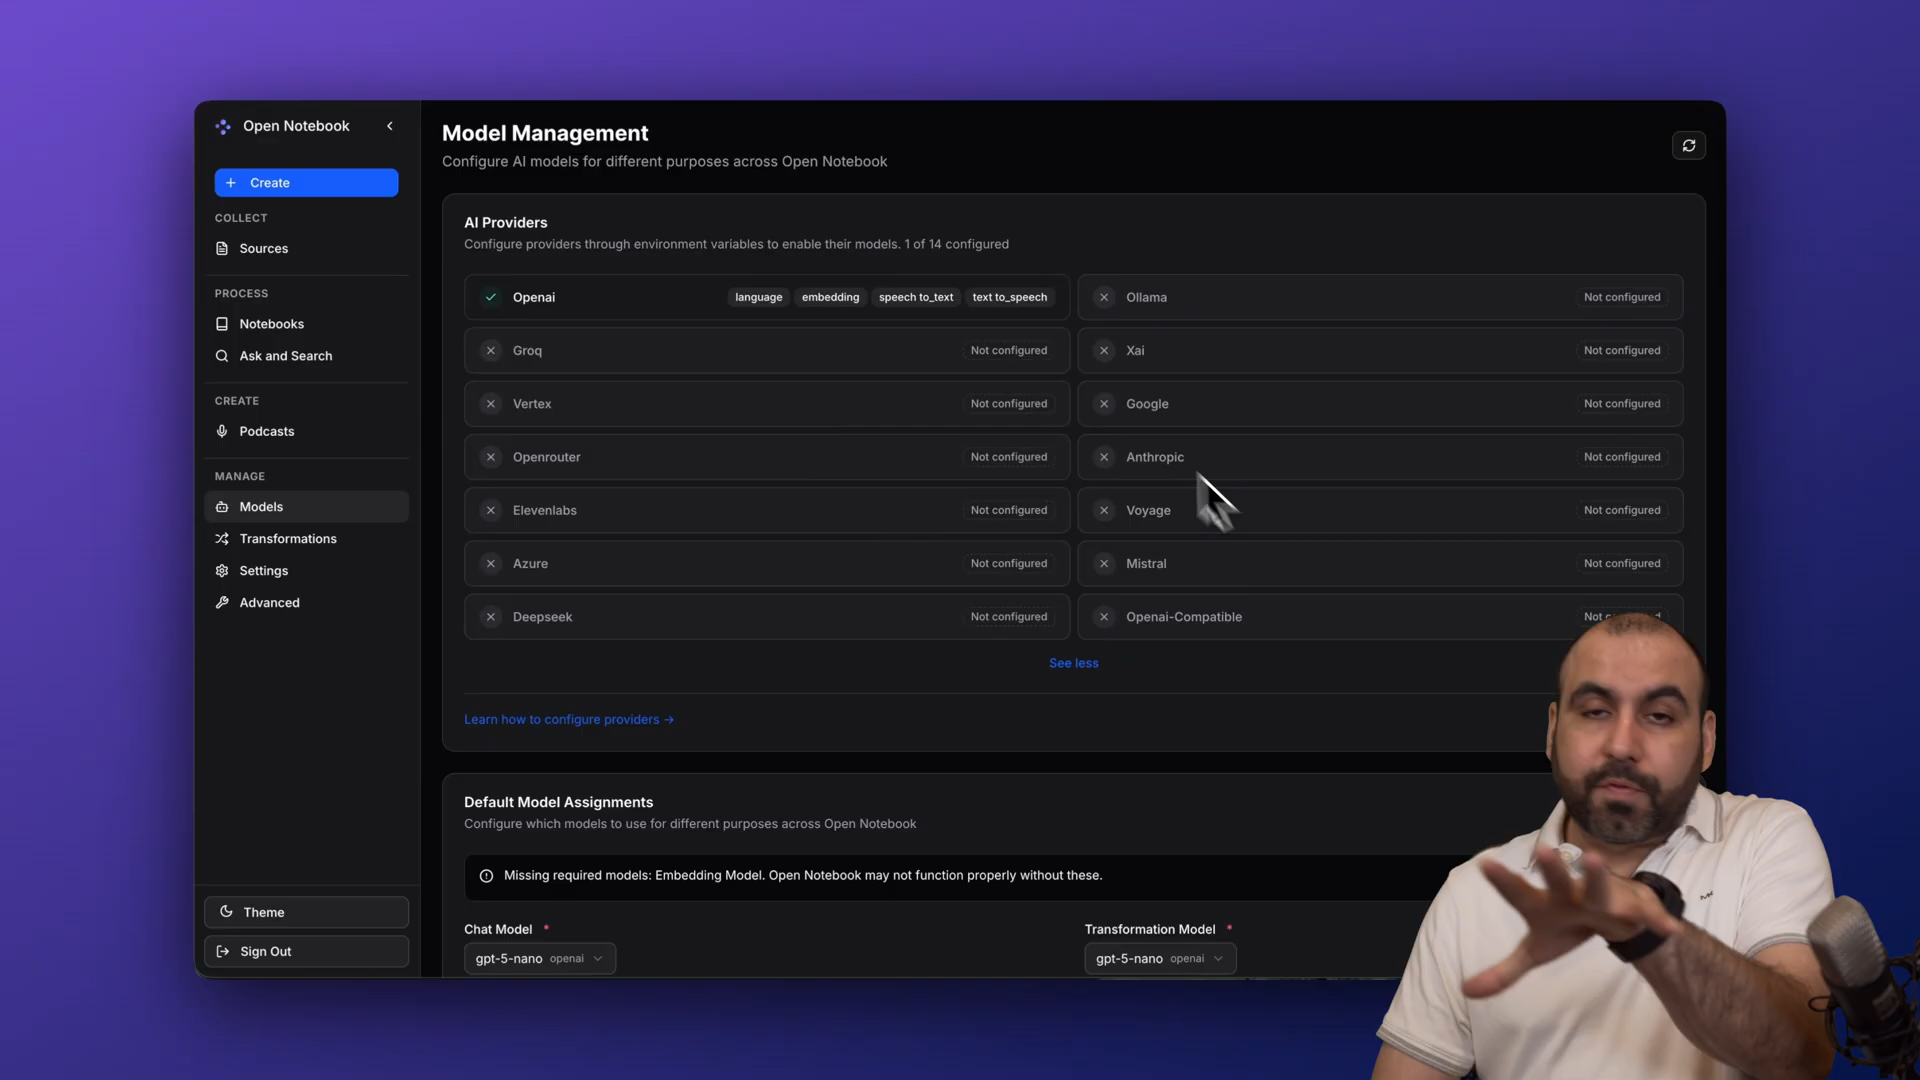 Open Notebook
Create
COLLECT
Sources
PROCESS
Notebooks
Ask and Search
CREATE
Podcasts
MANAGE
Models
Transformations
Settings
Advanced
Theme
Sign Out
Model Management
Configure AI models for different purposes across Open Notebook
AI Providers
Configure providers through environment variables to enable their models. 1 of 14 configured
Openai language embedding speech to_text text to_speech
Ollama Not configured
Groq Not configured
Xai Not configured
Vertex Not configured
Google Not configured
Openrouter Not configured
Anthropic Not configured
Elevenlabs Not configured
Voyage Not configured
Azure Not configured
Mistral Not configured
Deepseek Not configured
Openai-Compatible
See less
Learn how to configure providers →
Default Model Assignments
Configure which models to use for different purposes across Open Notebook
Missing required models: Embedding Model. Open Notebook may not function properly without these.
Chat Model *
gpt-5-nano openai
Transformation Model *
gpt-5-nano openai